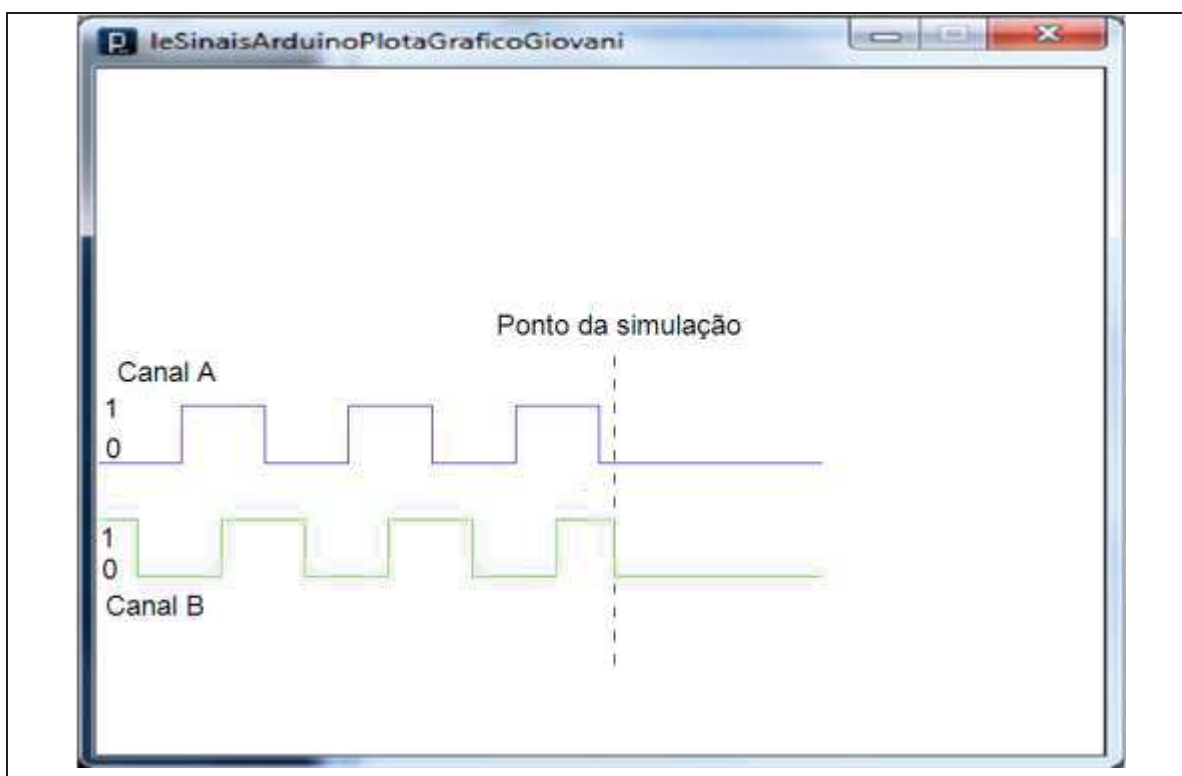 leSinaisArduinoPlotaGraficoGiovani
Ponto da simulação
Canal A
1
0
1
0
Canal B